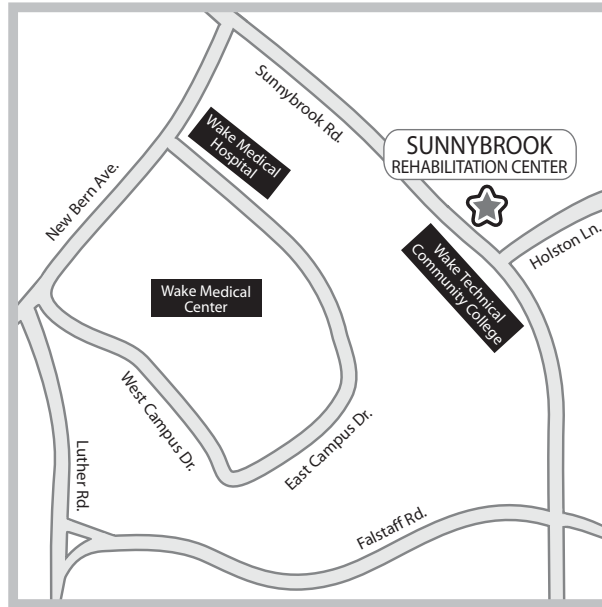 Sunnybrook Rd.
Wake Medical
Hospital
SUNNYBROOK
REHABILITATION CENTER
New Bern Ave.
Holston Ln.
Wake Technical
Community College
Wake Medical
Center
West Campus Dr.
East Campus Dr.
Luther Rd.
Falstaff Rd.